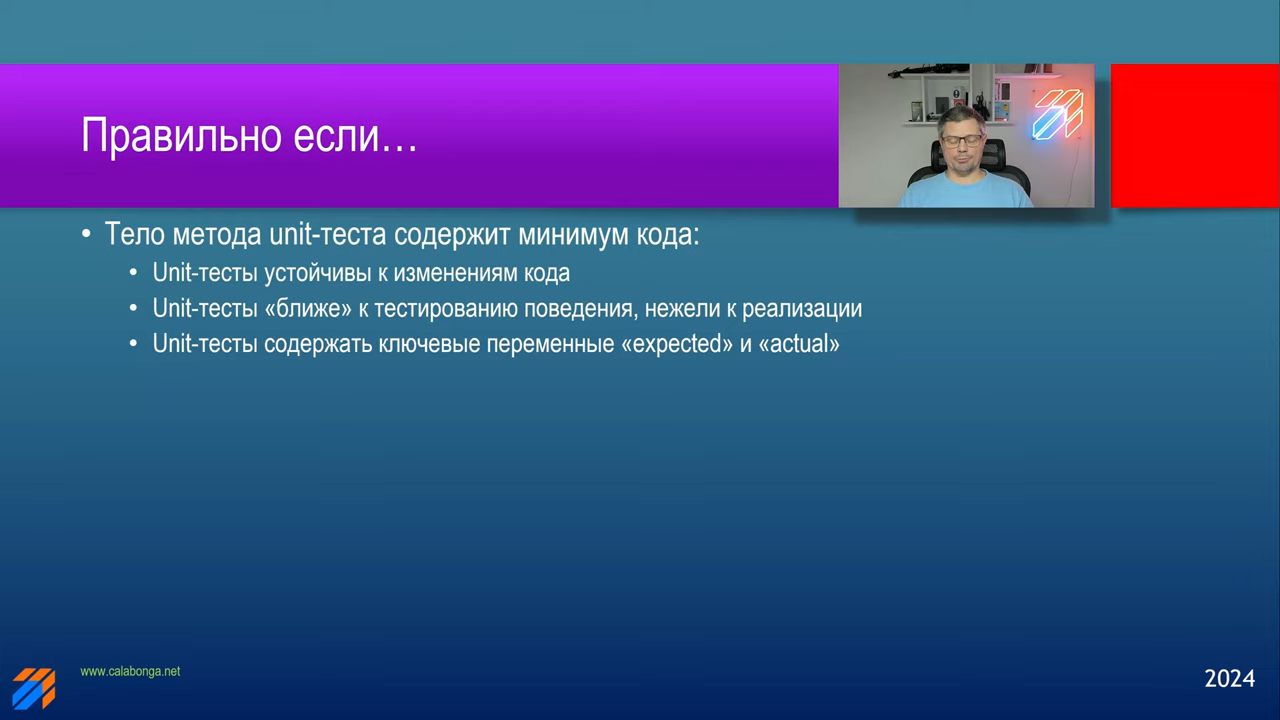 Правильно если…
• Тело метода unit-теста содержит минимум кода:
• Unit-тесты устойчивы к изменениям кода
• Unit-тесты «ближе» к тестированию поведения, нежели к реализации
• Unit-тесты содержать ключевые переменные «expected» и «actual»
www.calabonga.net
2024